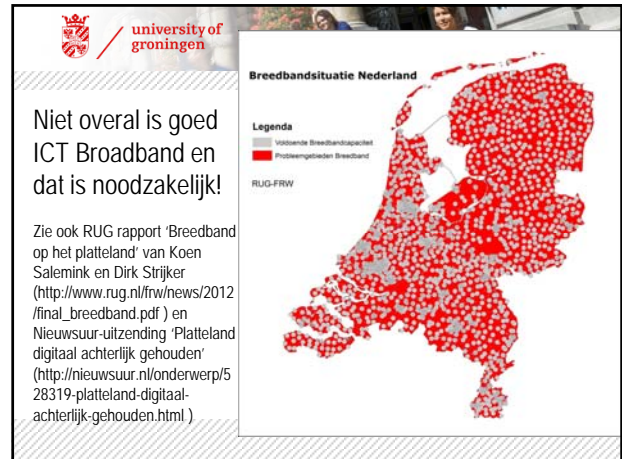 university of
groningen
Niet overal is goed
ICT Broadband en
dat is noodzakelijk!
Zie ook RUG rapport 'Breedband
op het platteland' van Koen
Salemink en Dirk Strijker
(http://www.rug.nl/frw/news/2012
/final_breedband.pdf ) en
Nieuwsuur-uitzending 'Platteland
digitaal achterlijk gehouden'
(http://nieuwsuur.nl/onderwerp/5
28319-platteland-digitaal-
achterlijk-gehouden.html )
Breedbandsituatie Nederland
Legenda
Voldoende Breedbandcapaciteit
Probleemgebieden Breedband
RUG-FRW